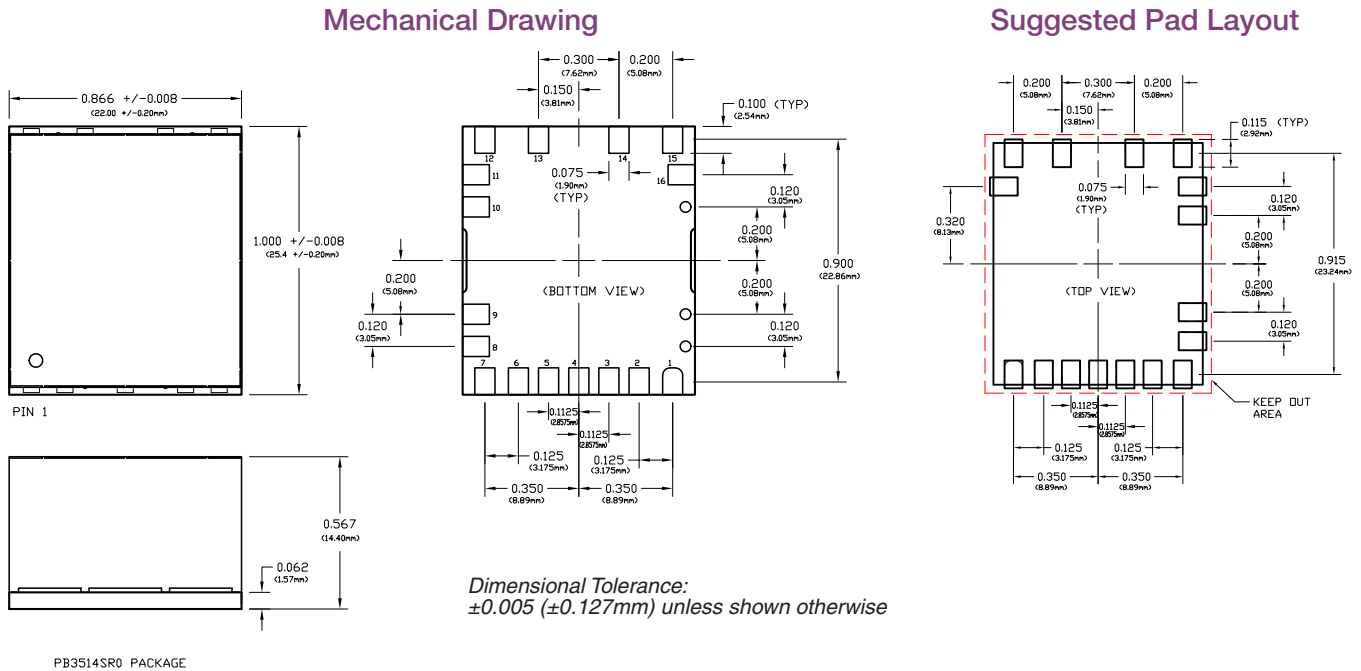 Mechanical Drawing
Suggested Pad Layout
0.866 +/-0.008
(22.00 +/-0.20mm)
1.000 +/-0.008
(25.4 +/-0.20mm)
PIN 1
0.567
(14.40mm)
0.062
(1.57mm)
PB3514SR0 PACKAGE
0.300
(7.62mm)
0.200
(5.08mm)
0.150
(3.81mm)
0.100 (TYP)
(2.54mm)
12
13
14
15
11
16
10
0.075
(1.90mm)
(TYP)
0.120
(3.05mm)
0.200
(5.08mm)
0.900
(22.86mm)
0.200
(5.08mm)
(BOTTOM VIEW)
0.200
(5.08mm)
0.120
(3.05mm)
0.120
(3.05mm)
9
8
7
6
5
4
3
2
1
0.1125
(2.8575mm)
0.1125
(2.8575mm)
0.125
(3.175mm)
0.125
(3.175mm)
0.350
(8.89mm)
0.350
(8.89mm)
Dimensional Tolerance:
±0.005 (±0.127mm) unless shown otherwise
0.200
(5.08mm)
0.300
(7.62mm)
0.200
(5.08mm)
0.150
(3.81mm)
0.115 (TYP)
(2.92mm)
0.075
(1.90mm)
(TYP)
0.120
(3.05mm)
0.320
(8.13mm)
0.200
(5.08mm)
0.915
(23.24mm)
(TOP VIEW)
0.200
(5.08mm)
0.120
(3.05mm)
KEEP OUT
AREA
0.1125
(2.8575mm)
0.1125
(2.8575mm)
0.125
(3.175mm)
0.125
(3.175mm)
0.350
(8.89mm)
0.350
(8.89mm)